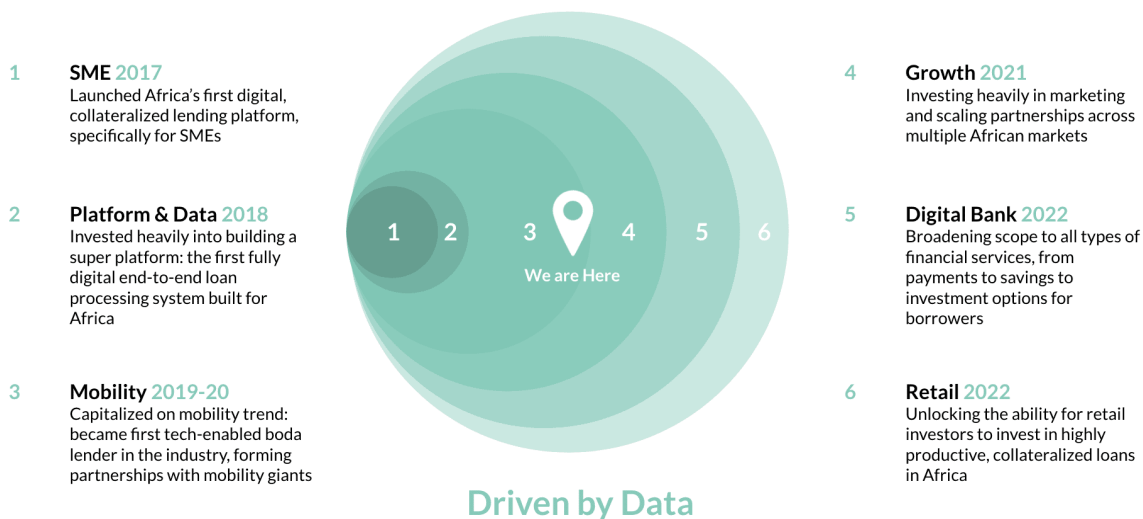 1
SME 2017
Launched Africa's first digital,
collateralized lending platform,
specifically for SMEs
2
Platform & Data 2018
Invested heavily into building a
super platform: the first fully
digital end-to-end loan
processing system built for
Africa
3
Mobility 2019-20
Capitalized on mobility trend:
became first tech-enabled boda
lender in the industry, forming
partnerships with mobility giants
1 2 3 4 5 6
We are Here
4
Growth 2021
Investing heavily in marketing
and scaling partnerships across
multiple African markets
5
Digital Bank 2022
Broadening scope to all types of
financial services, from
payments to savings to
investment options for
borrowers
6
Retail 2022
Unlocking the ability for retail
investors to invest in highly
productive, collateralized loans
in Africa
Driven by Data